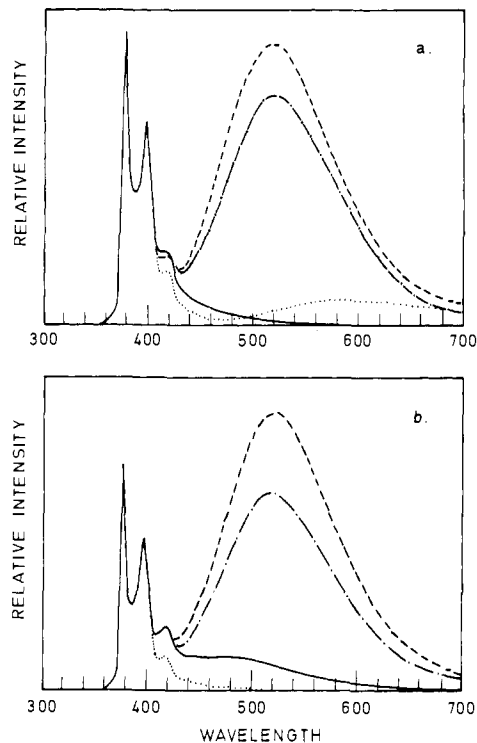 RELATIVE INTENSITY
a.
300 400 500 600 700
RELATIVE INTENSITY
b.
300 400 500 600 700
WAVELENGTH